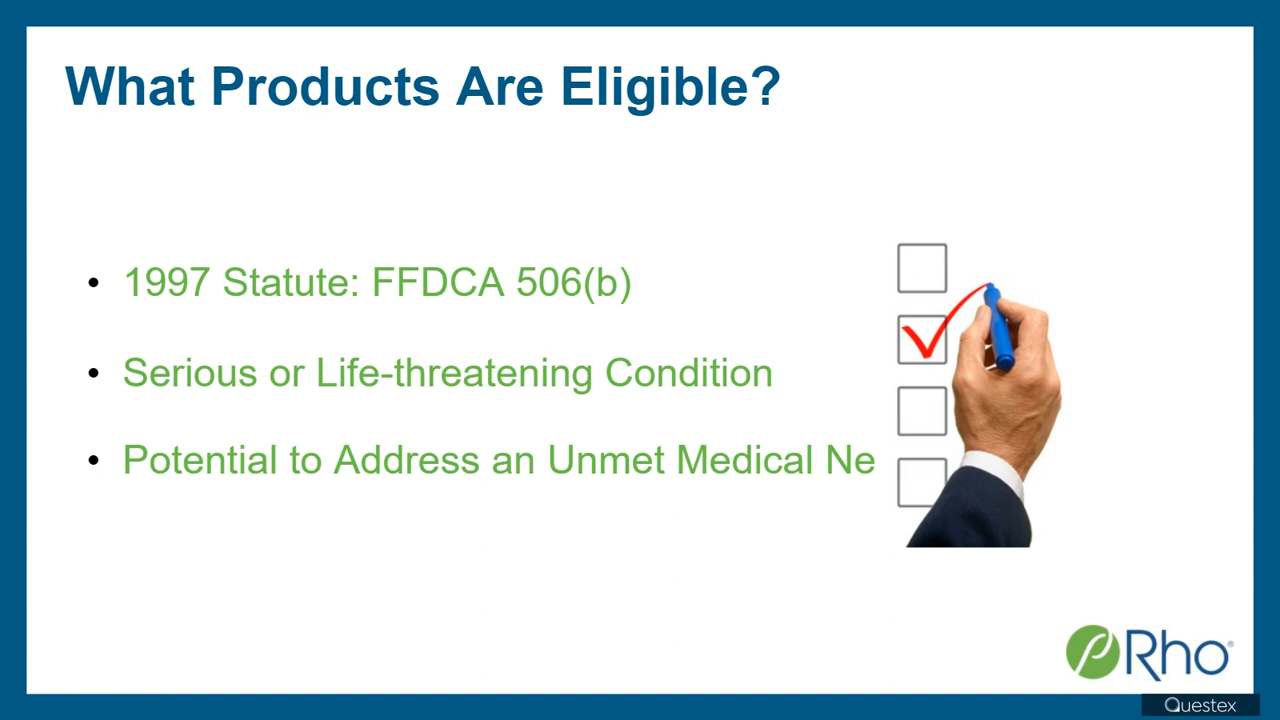 What Products Are Eligible?
• 1997 Statute: FFDCA 506(b)
• Serious or Life-threatening Condition
• Potential to Address an Unmet Medical Ne
Rho®
Questex